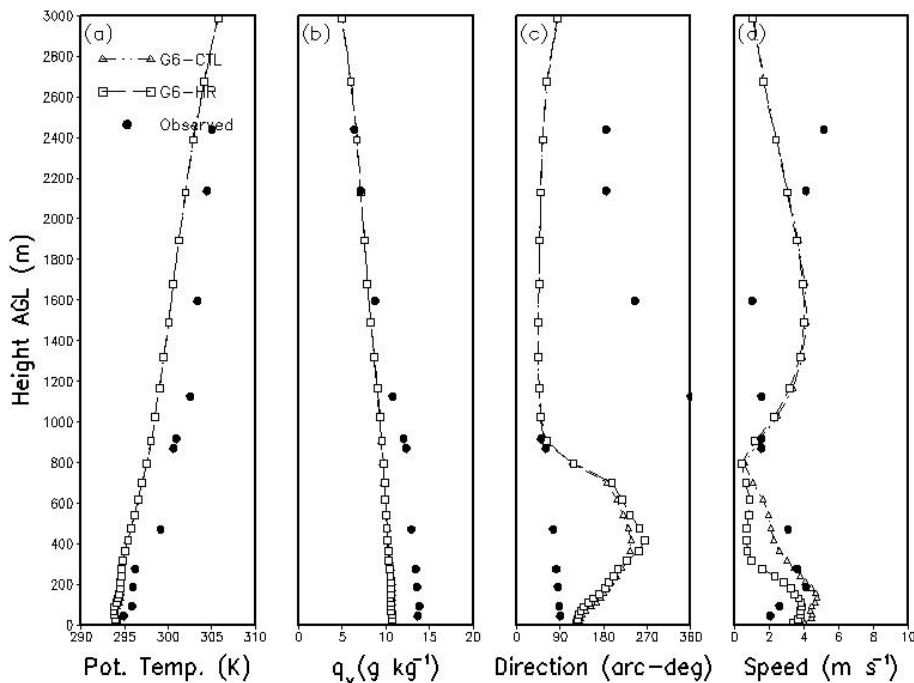 (a) (b) (c) (d)
G6-CTL
G6-HR
Observed
Height AGL (m)
3000
2800
2600
2400
2200
2000
1800
1600
1400
1200
1000
800
600
400
200
0
290 295 300 305 310
0 5 10 15 20
0 90 180 270 360
0 2 4 6 8 10
Pot. Temp. (K)
qᵥ(g kg⁻¹)
Direction (arc-deg)
Speed (m s⁻¹)